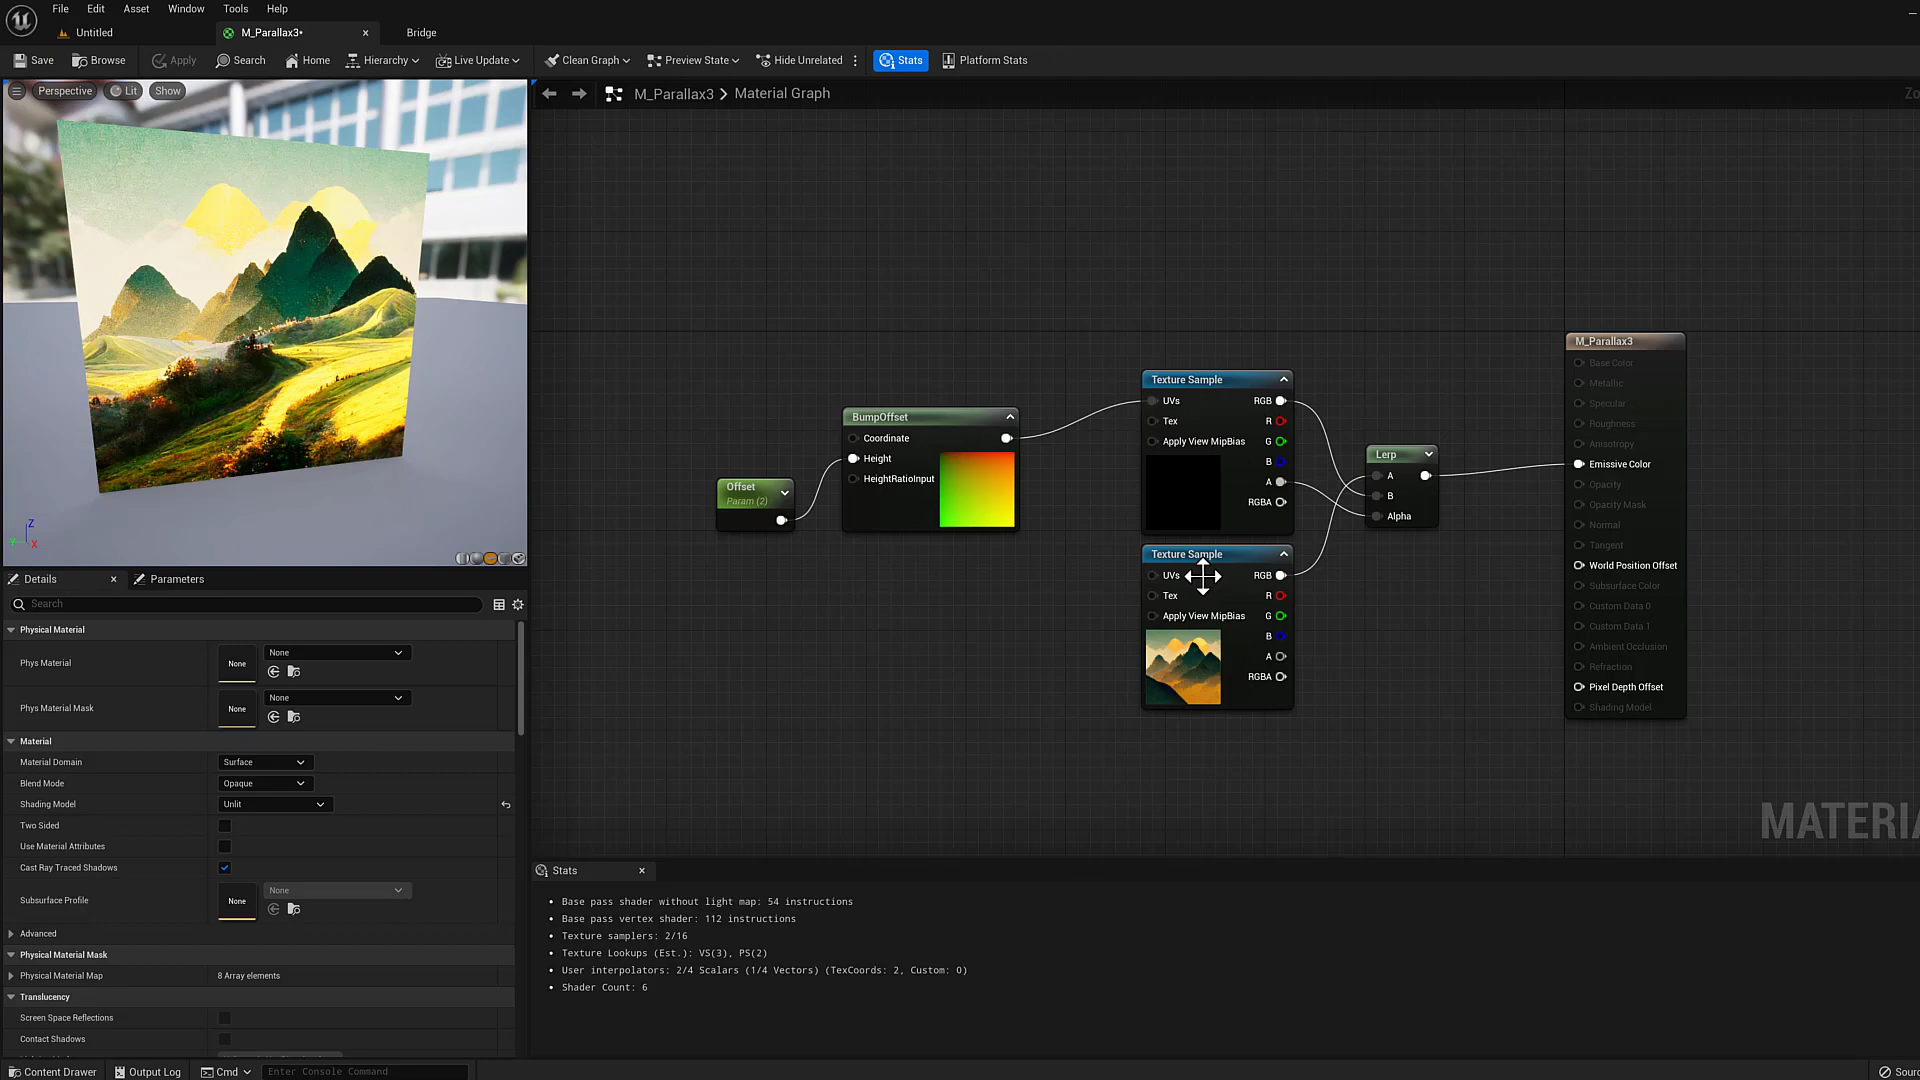 File Edit Asset Window Tools Help
Untitled
M_Parallax3•
Bridge
Save Browse Apply Search Home Hierarchy Live Update Clean Graph Preview State Hide Unrelated Stats Platform Stats
Perspective Lit Show
M_Parallax3 Material Graph
Zo
Z
Y X
Offset
Param (2)
BumpOffset
Coordinate
Height
HeightRatioInput
Texture Sample
UVs RGB
Tex R
Apply View MipBias G
B
A
RGBA
Texture Sample
UVs RGB
Tex R
Apply View MipBias G
B
A
RGBA
Lerp
A
B
Alpha
M_Parallax3
Base Color
Metallic
Specular
Roughness
Anisotropy
Emissive Color
Opacity
Opacity Mask
Normal
Tangent
World Position Offset
Subsurface Color
Custom Data 0
Custom Data 1
Ambient Occlusion
Refraction
Pixel Depth Offset
Shading Model
MATERIA
Details Parameters
Search
Physical Material
Phys Material None None
Phys Material Mask None None
Material
Material Domain Surface
Blend Mode Opaque
Shading Model Unlit
Two Sided
Use Material Attributes
Cast Ray Traced Shadows
Subsurface Profile None None
Advanced
Physical Material Mask
Physical Material Map 8 Array elements
Translucency
Screen Space Reflections
Contact Shadows
Stats
Base pass shader without light map: 54 instructions
Base pass vertex shader: 112 instructions
Texture samplers: 2/16
Texture Lookups (Est.): VS(3), PS(2)
User interpolators: 2/4 Scalars (1/4 Vectors) (TexCoords: 2, Custom: 0)
Shader Count: 6
Content Drawer Output Log Cmd Enter Console Command
Sourc